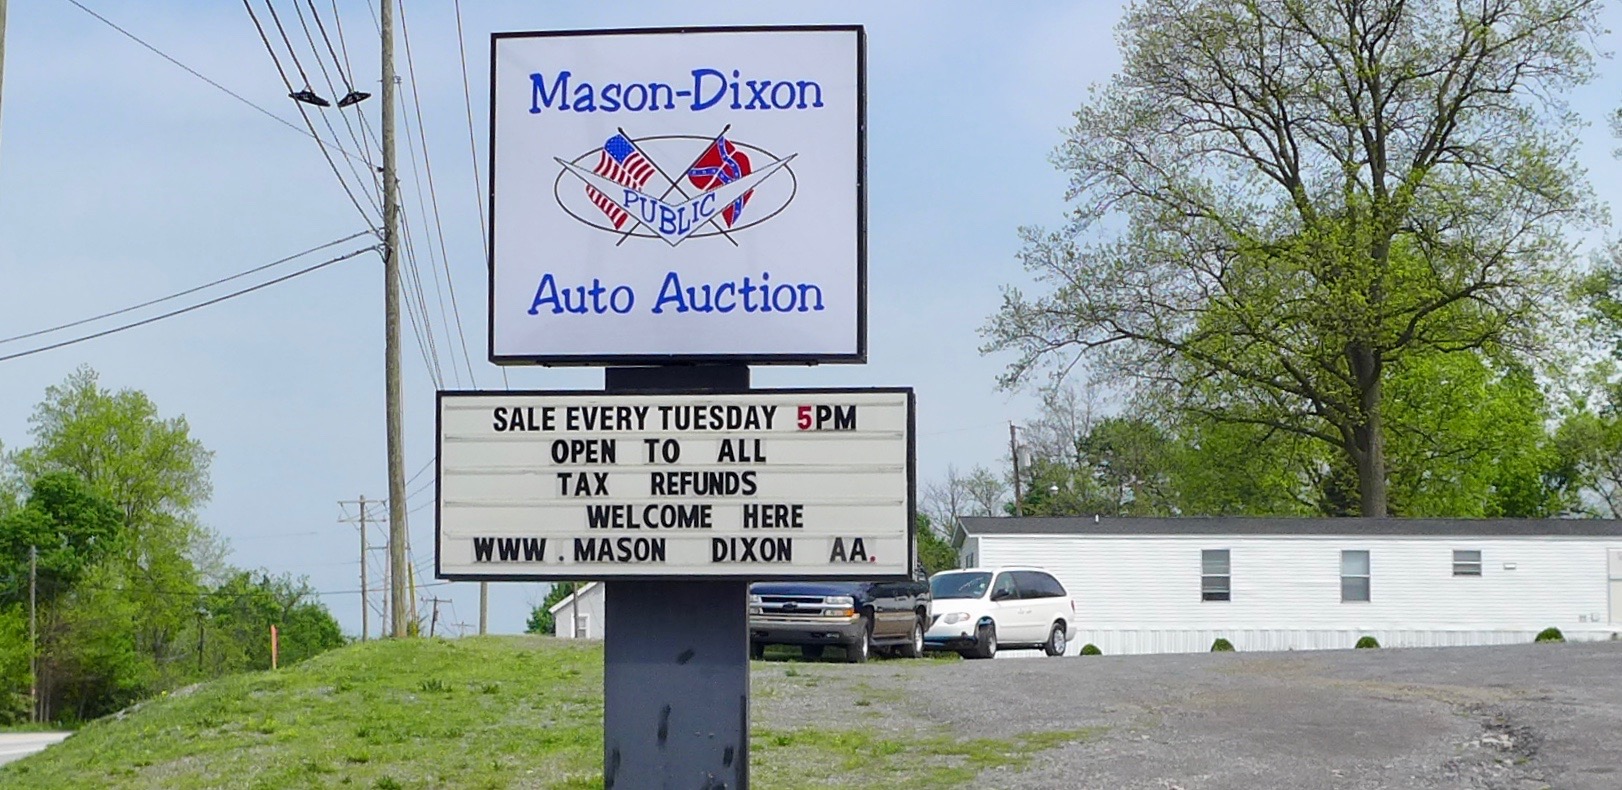 Mason-Dixon
PUBLIC
Auto Auction
SALE EVERY TUESDAY 5PM
OPEN TO ALL
TAX REFUNDS
WELCOME HERE
WWW.MASON DIXON AA.